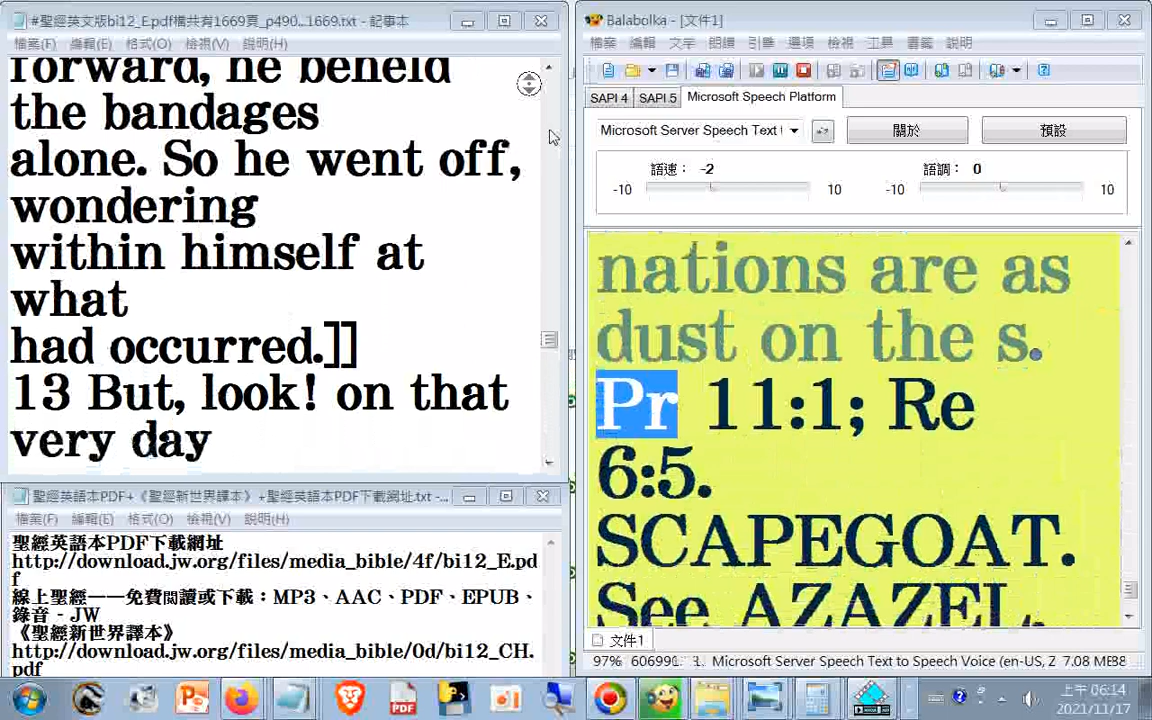 #聖經英文版bi12_E.pdf檔共有1669頁_p490...1669.txt - 記事本
檔案(F) 編輯(E) 格式(O) 檢視(V) 說明(H)
forward, he beheld
the bandages
alone. So he went off,
wondering
within himself at
what
had occurred.]]
13 But, look! on that
very day
聖經英語本PDF+《聖經新世界譯本》+聖經英語本PDF下載網址.txt -...
檔案(F) 編輯(E) 格式(O) 檢視(V) 說明(H)
聖經英語本PDF下載網址
http://download.jw.org/files/media_bible/4f/bi12_E.pd
f
線上聖經——免費閱讀或下載：MP3、AAC、PDF、EPUB、
錄音 - JW
《聖經新世界譯本》
http://download.jw.org/files/media_bible/0d/bi12_CH.
pdf
Balabolka - [文件1]
檔案 編輯 文字 朗讀 引擎 選項 檢視 工具 書籤 說明
SAPI 4 SAPI 5 Microsoft Speech Platform
Microsoft Server Speech Text 關於 預設
語速： -2 語調： 0
-10 10 -10 10
nations are as
dust on the s.
Pr 11:1; Re
6:5.
SCAPEGOAT.
See AZAZEL.
文件1
97% Microsoft Server Speech Text to Speech Voice (en-US, Z 7.08 MB
上午 06:14
2021/11/17